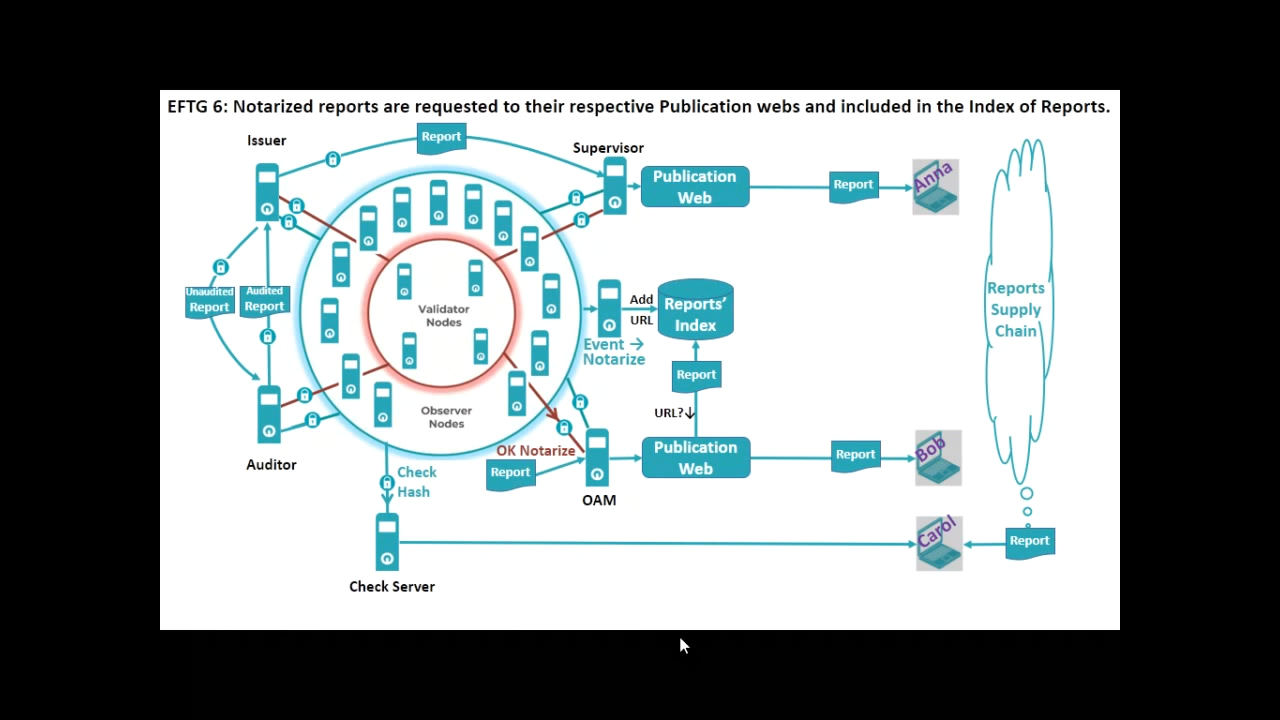 EFTG 6: Notarized reports are requested to their respective Publication webs and included in the Index of Reports.
Issuer
Report
Supervisor
Publication
Web
Report
Anna
Unaudited
Report
Audited
Report
Validator
Nodes
Add
URL
Reports’
Index
Event →
Notarize
Reports
Supply
Chain
Report
URL?↓
Observer
Nodes
Auditor
OK Notarize
Report
OAM
Publication
Web
Report
Bob
Check
Hash
Carol
Report
Check Server